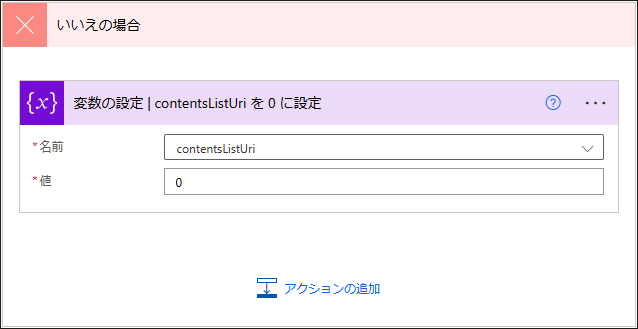 いいえの場合
{x} 変数の設定 | contentsListUri を 0 に設定
*名前 contentsListUri
*値 0
アクションの追加